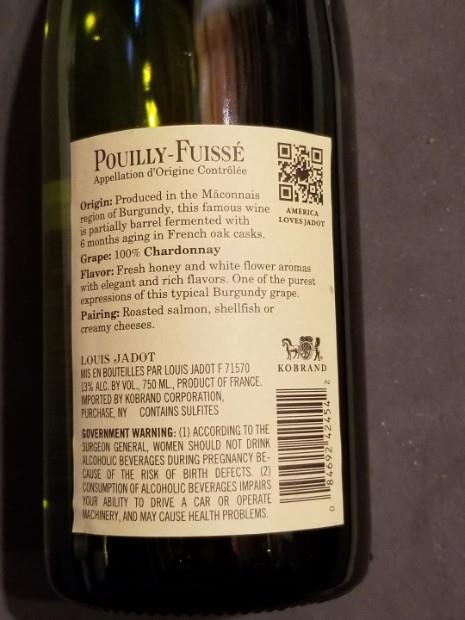 POUILLY-FUISSÉ
Appellation d'Origine Contrôlée
Origin: Produced in the Mâconnais
region of Burgundy, this famous wine
is partially barrel fermented with
6 months aging in French oak casks.
Grape: 100% Chardonnay
Flavor: Fresh honey and white flower aromas
with elegant and rich flavors. One of the purest
expressions of this typical Burgundy grape.
Pairing: Roasted salmon, shellfish or
creamy cheeses.
AMERICA
LOVES JADOT
LOUIS JADOT
MIS EN BOUTEILLES PAR LOUIS JADOT F 71570
13% ALC. BY VOL., 750 ML., PRODUCT OF FRANCE.
IMPORTED BY KOBRAND CORPORATION,
PURCHASE, NY CONTAINS SULFITES
KOBRAND
GOVERNMENT WARNING: (1) ACCORDING TO THE
SURGEON GENERAL, WOMEN SHOULD NOT DRINK
ALCOHOLIC BEVERAGES DURING PREGNANCY BE-
CAUSE OF THE RISK OF BIRTH DEFECTS. (2)
CONSUMPTION OF ALCOHOLIC BEVERAGES IMPAIRS
YOUR ABILITY TO DRIVE A CAR OR OPERATE
MACHINERY, AND MAY CAUSE HEALTH PROBLEMS.
0 84692 42454 2